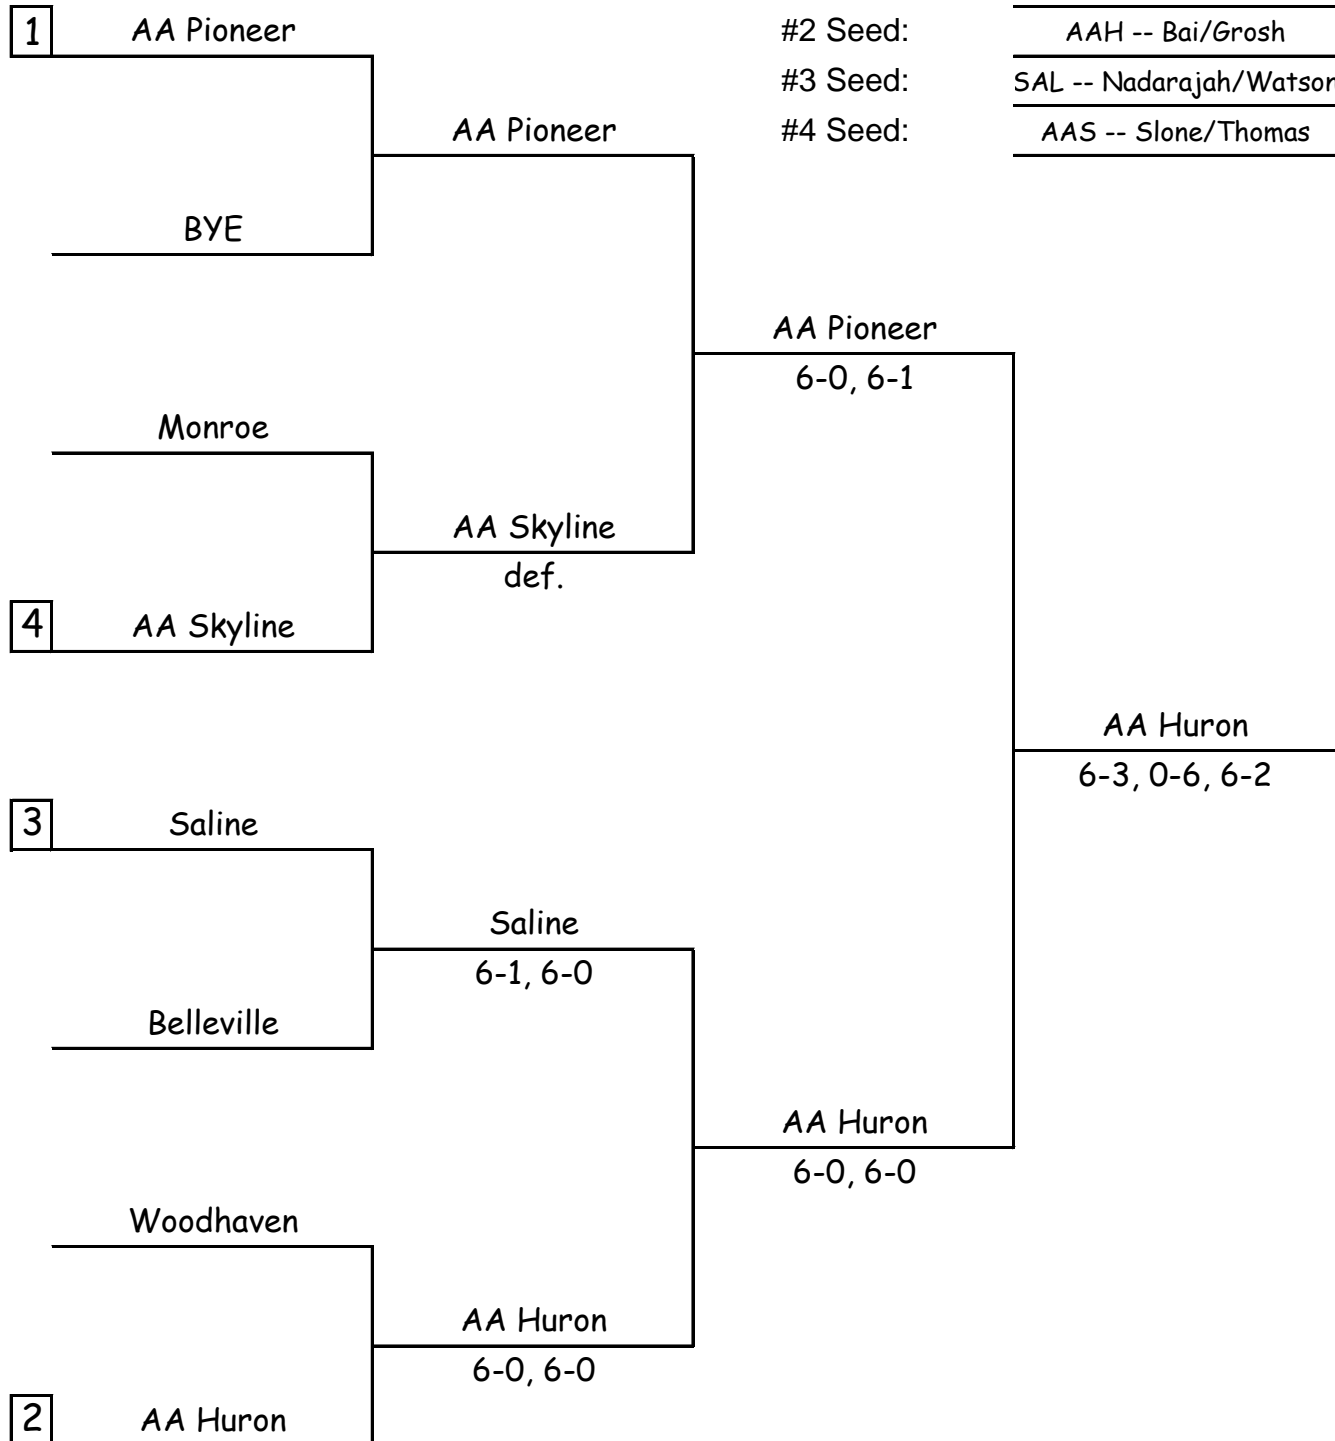 1 AA Pioneer #2 Seed: AAH -- Bai/Grosh
#3 Seed: SAL -- Nadarajah/Watson
AA Pioneer #4 Seed: AAS -- Slone/Thomas
BYE
AA Pioneer
6-0, 6-1
Monroe
AA Skyline
def.
4 AA Skyline
AA Huron
6-3, 0-6, 6-2
3 Saline
Saline
6-1, 6-0
Belleville
AA Huron
6-0, 6-0
Woodhaven
AA Huron
6-0, 6-0
2 AA Huron